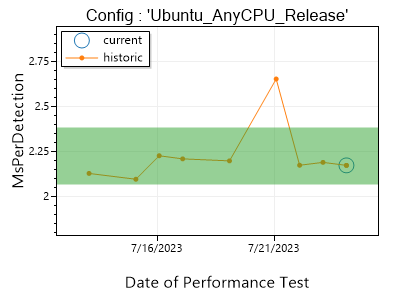 Config : 'Ubuntu_AnyCPU_Release'
current
historic
MsPerDetection
2.75
2.5
2.25
2
7/16/2023
7/21/2023
Date of Performance Test